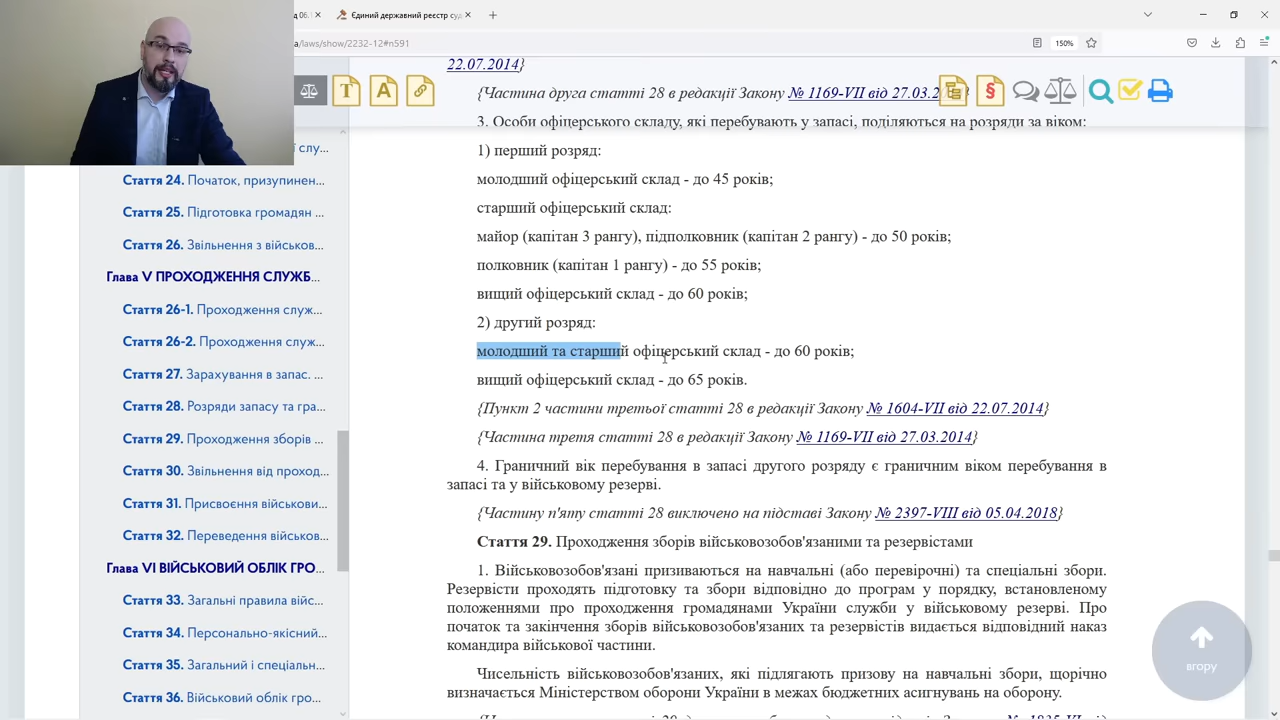 д 06.1
Єдиний державний реєстр суд
a/laws/show/2232-12#n591
150%
22.07.2014}
T
A
§
{Частина друга статті 28 в редакції Закону № 1169-VII від 27.03.2
3. Особи офіцерського складу, які перебувають у запасі, поділяються на розряди за віком:
1) перший розряд:
молодший офіцерський склад - до 45 років;
старший офіцерський склад:
майор (капітан 3 рангу), підполковник (капітан 2 рангу) - до 50 років;
полковник (капітан 1 рангу) - до 55 років;
вищий офіцерський склад - до 60 років;
2) другий розряд:
молодший та старший офіцерський склад - до 60 років;
вищий офіцерський склад - до 65 років.
{Пункт 2 частини третьої статті 28 в редакції Закону № 1604-VII від 22.07.2014}
{Частина третя статті 28 в редакції Закону № 1169-VII від 27.03.2014}
4. Граничний вік перебування в запасі другого розряду є граничним віком перебування в
запасі та у військовому резерві.
{Частину п'яту статті 28 виключено на підставі Закону № 2397-VIII від 05.04.2018}
Стаття 29. Проходження зборів військовозобов'язаними та резервістами
1. Військовозобов'язані призиваються на навчальні (або перевірочні) та спеціальні збори.
Резервісти проходять підготовку та збори відповідно до програм у порядку, встановленому
положеннями про проходження громадянами України служби у військовому резерві. Про
початок та закінчення зборів військовозобов'язаних та резервістів видається відповідний наказ
командира військової частини.
Чисельність військовозобов'язаних, які підлягають призову на навчальні збори, щорічно
визначається Міністерством оборони України в межах бюджетних асигнувань на оборону.
ї слу...
Стаття 24. Початок, призупинен...
Стаття 25. Підготовка громадян ...
Стаття 26. Звільнення з військов...
Глава V ПРОХОДЖЕННЯ СЛУЖБ...
Стаття 26-1. Проходження служ...
Стаття 26-2. Проходження служ...
Стаття 27. Зарахування в запас. ...
Стаття 28. Розряди запасу та гра...
Стаття 29. Проходження зборів ...
Стаття 30. Звільнення від проход...
Стаття 31. Присвоєння військови...
Стаття 32. Переведення військов...
Глава VI ВІЙСЬКОВИЙ ОБЛІК ГРО...
Стаття 33. Загальні правила війс...
Стаття 34. Персонально-якісний...
Стаття 35. Загальний і спеціальн...
Стаття 36. Військовий облік гро...
вгору